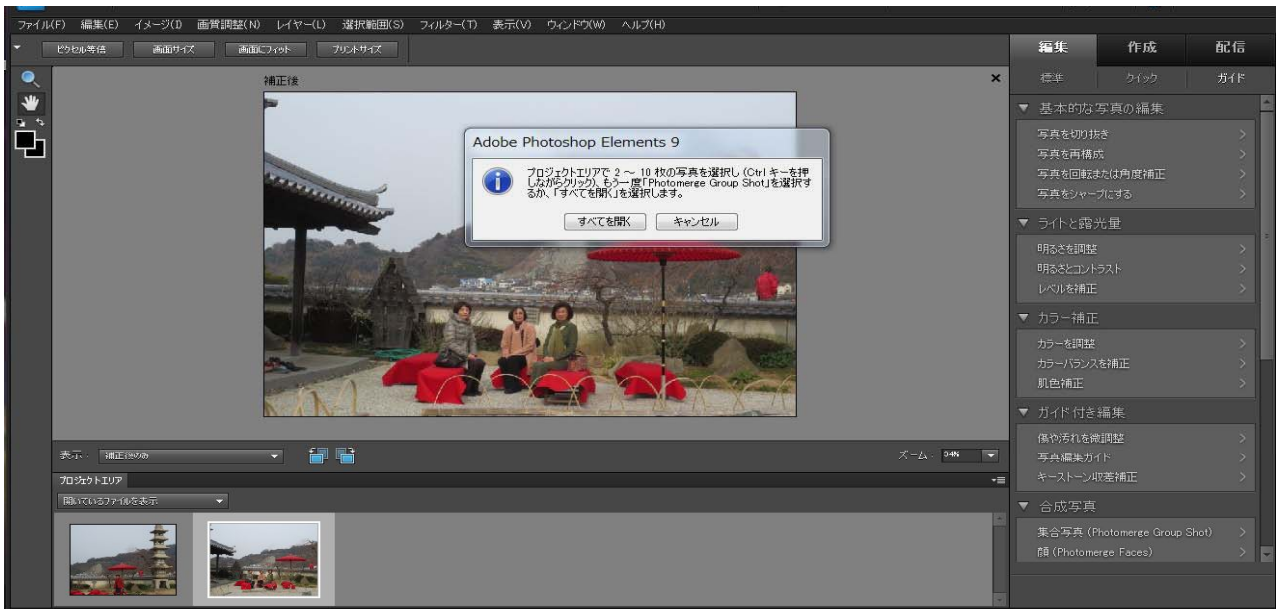 ファイル(F) 編集(E) イメージ(I) 画質調整(N) レイヤー(L) 選択範囲(S) フィルター(T) 表示(V) ウィンドウ(W) ヘルプ(H)
ピクセル等倍 画面サイズ 画面にフィット プリントサイズ
編集 作成 配信
標準 クイック ガイド
補正後
Adobe Photoshop Elements 9
プロジェクトエリアで 2 ～ 10 枚の写真を選択し (Ctrl キーを押
しながらクリック)、もう一度「Photomerge Group Shot」を選択す
るか、「すべてを開く」を選択します。
すべてを開く キャンセル
基本的な写真の編集
写真を切り抜き
写真を再構成
写真を回転または角度補正
写真をシャープにする
ライトと露光量
明るさを調整
明るさとコントラスト
レベルを補正
カラー補正
カラーを調整
カラーバランスを補正
肌色補正
ガイド付き編集
傷や汚れを微調整
写真編集ガイド
キーストーン収差補正
合成写真
集合写真 (Photomerge Group Shot)
顔 (Photomerge Faces)
表示 : 補正後のみ
ズーム : 34%
プロジェクトエリア
開いているファイルを表示